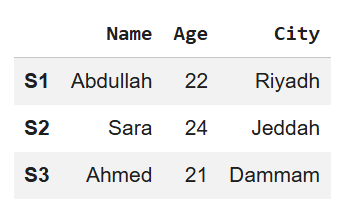 Name Age City
S1 Abdullah 22 Riyadh
S2 Sara 24 Jeddah
S3 Ahmed 21 Dammam